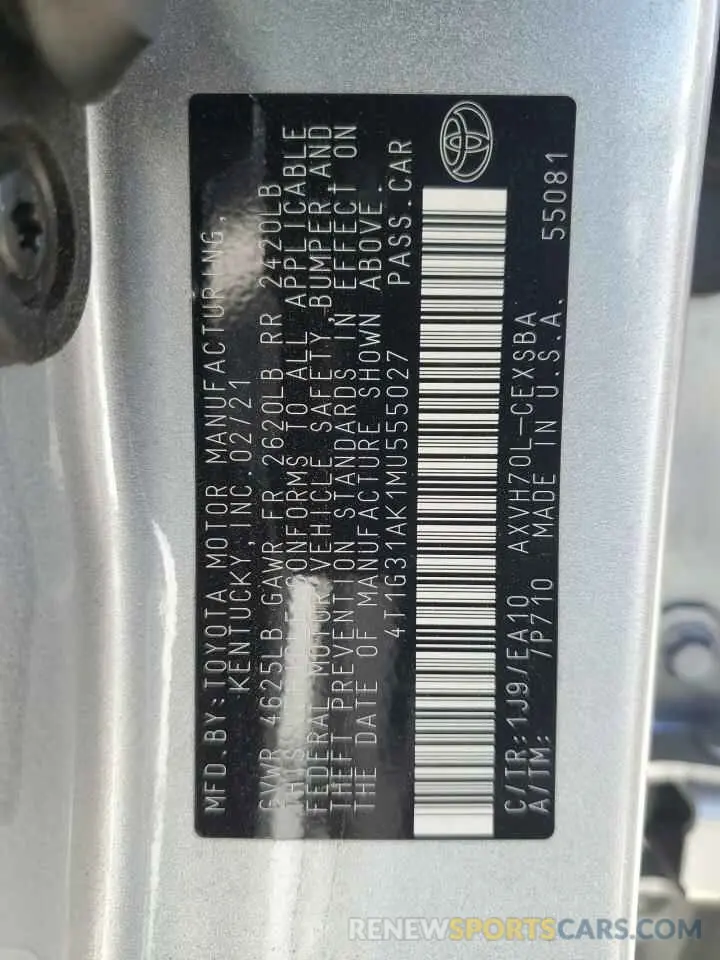 MFD.BY: TOYOTA MOTOR MANUFACTURING,
KENTUCKY, INC. 02/21
GVWR 4625LB GAWR FR 2620LB RR 2420LB
THIS VEHICLE CONFORMS TO ALL APPLICABLE
FEDERAL MOTOR VEHICLE SAFETY, BUMPER, AND
THEFT PREVENTION STANDARDS IN EFFECT ON
THE DATE OF MANUFACTURE SHOWN ABOVE.
4T1G31AK1MU555027 PASS.CAR
C/TR: 1J9/EA10 AXVH70L-CEXSBA 55081
A/TM: 7P710 MADE IN U.S.A.
RENEWSPORTSCARS.COM